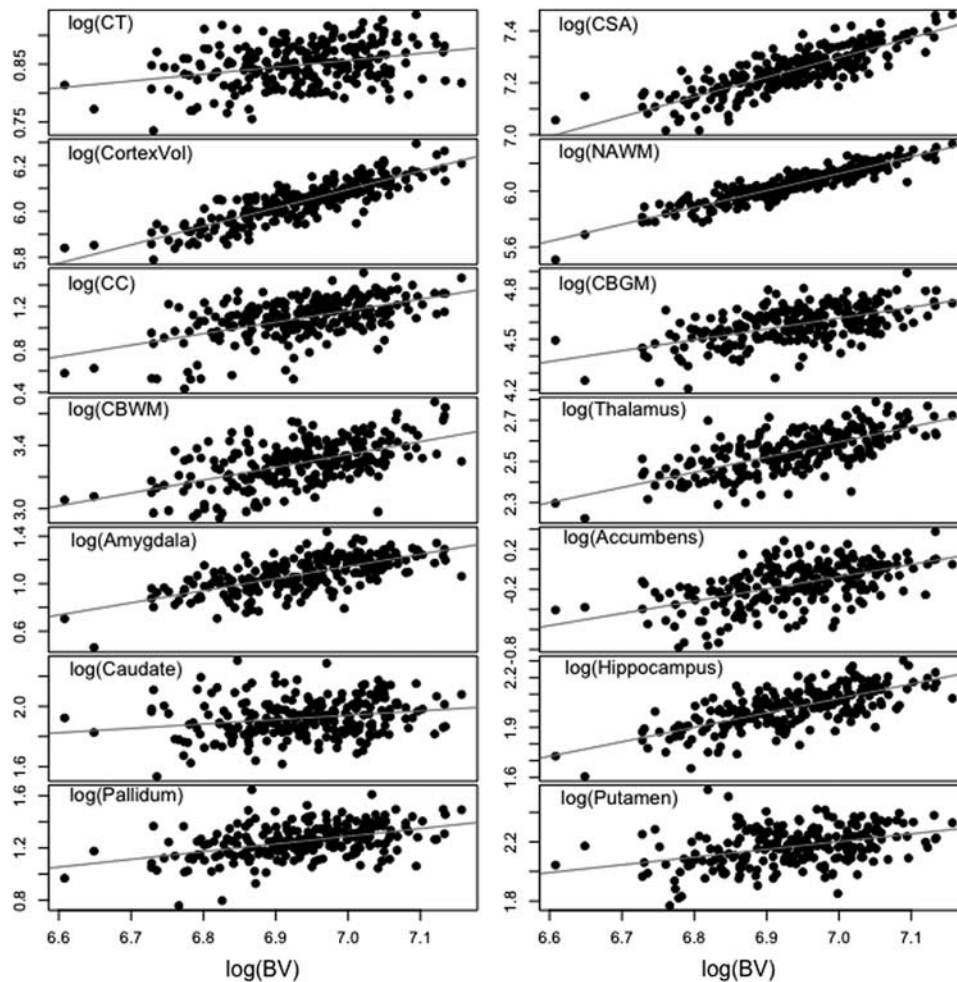 log(CT)
0.85
0.75
log(CSA)
7.4
7.2
7.0
log(CortexVol)
6.2
6.0
5.8
log(NAWM)
6.0
5.6
log(CC)
1.2
0.8
0.4
log(CBGM)
4.8
4.5
4.2
log(CBWM)
3.4
3.0
log(Thalamus)
2.7
2.5
2.3
log(Amygdala)
1.4
1.0
0.6
log(Accumbens)
0.2
-0.2
-0.8
log(Caudate)
2.0
1.6
log(Hippocampus)
2.2
1.9
1.6
log(Pallidum)
1.6
1.2
0.8
log(Putamen)
2.2
1.8
6.6 6.7 6.8 6.9 7.0 7.1
6.6 6.7 6.8 6.9 7.0 7.1
log(BV)
log(BV)